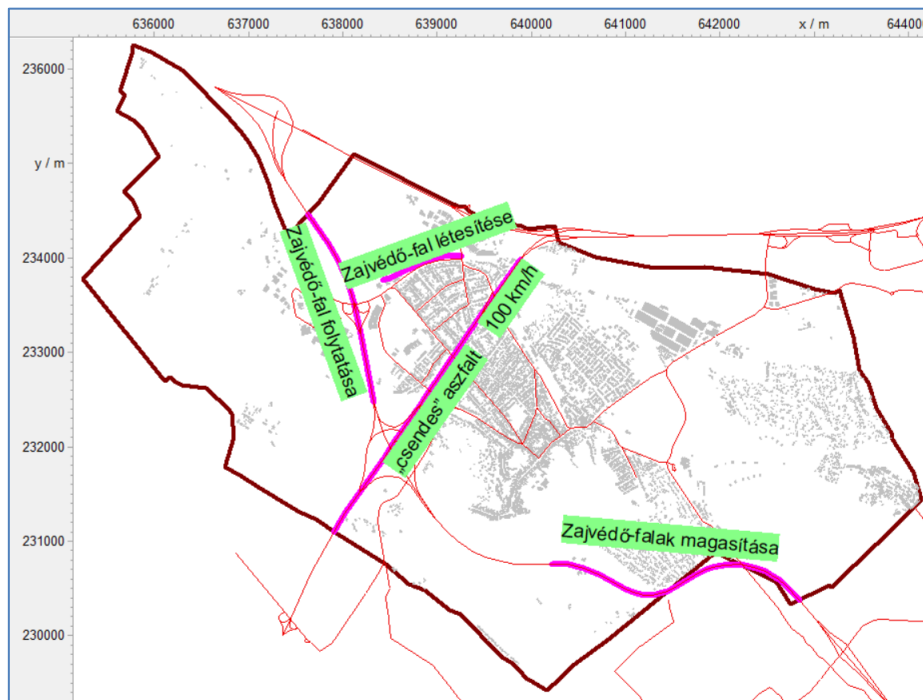 636000 637000 638000 639000 640000 641000 642000 x / m 64400
236000
y / m
234000
233000
232000
231000
230000
Zajvédő-fal létesítése
Zajvédő-fal folytatása
100 km/h
„csendes” aszfalt
Zajvédő-falak magasítása